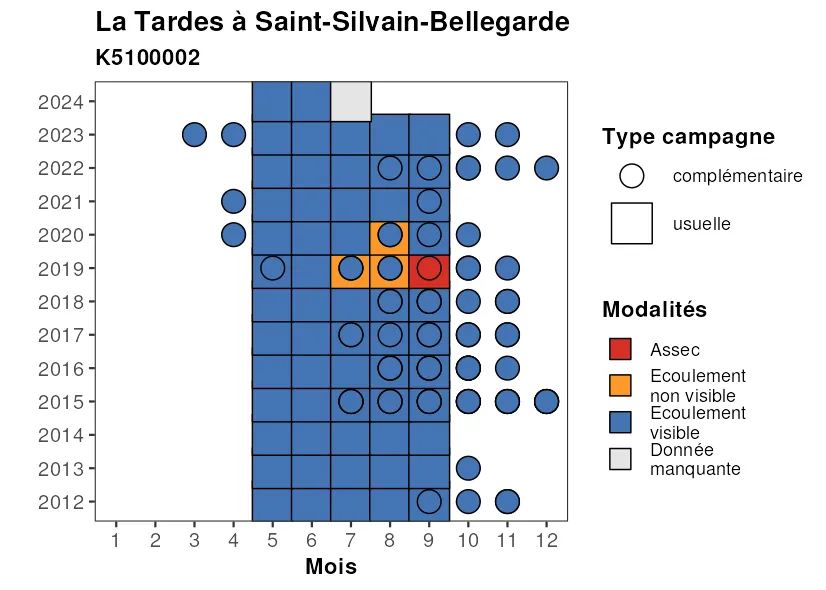 La Tardes à Saint-Silvain-Bellegarde
K5100002
2024
2023
2022
2021
2020
2019
2018
2017
2016
2015
2014
2013
2012
1 2 3 4 5 6 7 8 9 10 11 12
Mois
Type campagne
complémentaire
usuelle
Modalités
Assec
Ecoulement
non visible
Ecoulement
visible
Donnée
manquante